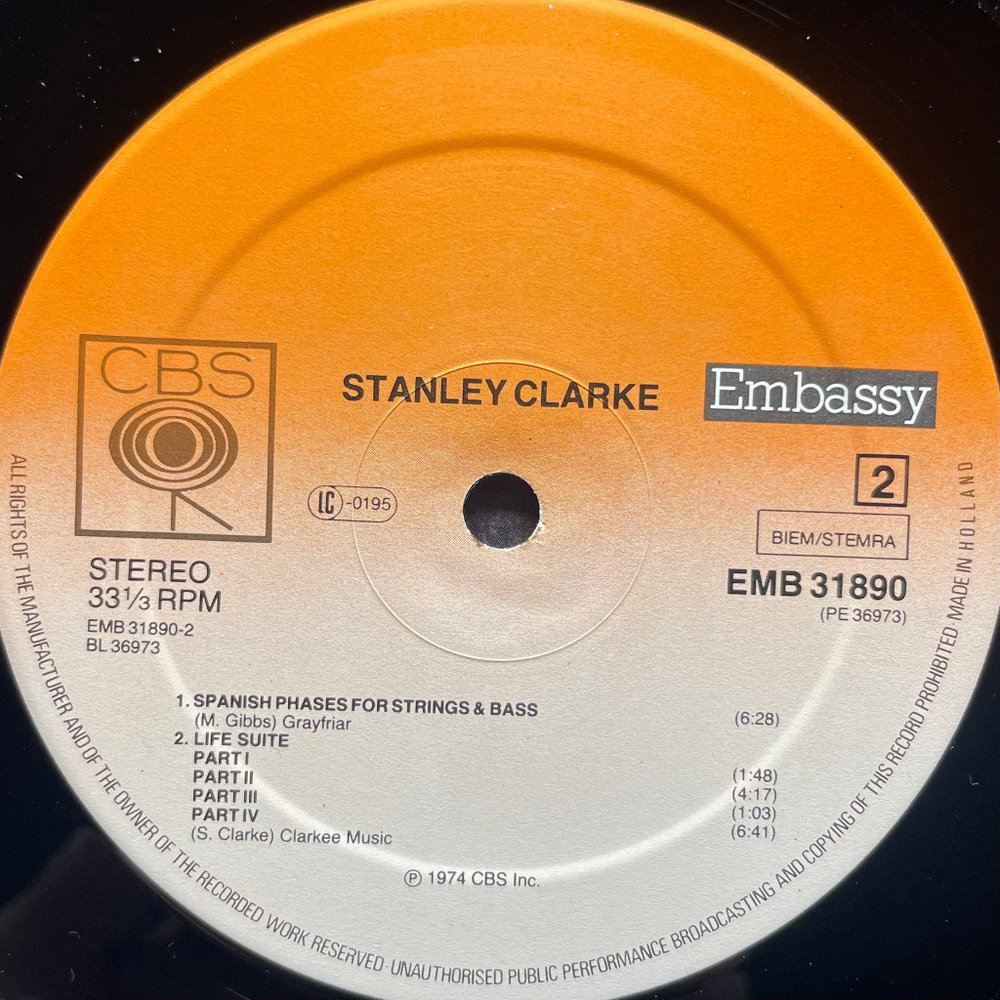 CBS
STANLEY CLARKE
Embassy
LC -0195
2
BIEM/STEMRA
STEREO
33⅓ RPM
EMB 31890-2
BL 36973
EMB 31890
(PE 36973)
1. SPANISH PHASES FOR STRINGS & BASS
(M. Gibbs) Grayfriar (6:28)
2. LIFE SUITE
PART I (1:48)
PART II (4:17)
PART III (1:03)
PART IV (6:41)
(S. Clarke) Clarkee Music
℗ 1974 CBS Inc.
ALL RIGHTS OF THE MANUFACTURER AND OF THE OWNER OF THE RECORDED WORK RESERVED · UNAUTHORISED PUBLIC PERFORMANCE BROADCASTING AND COPYING OF THIS RECORD PROHIBITED · MADE IN HOLLAND